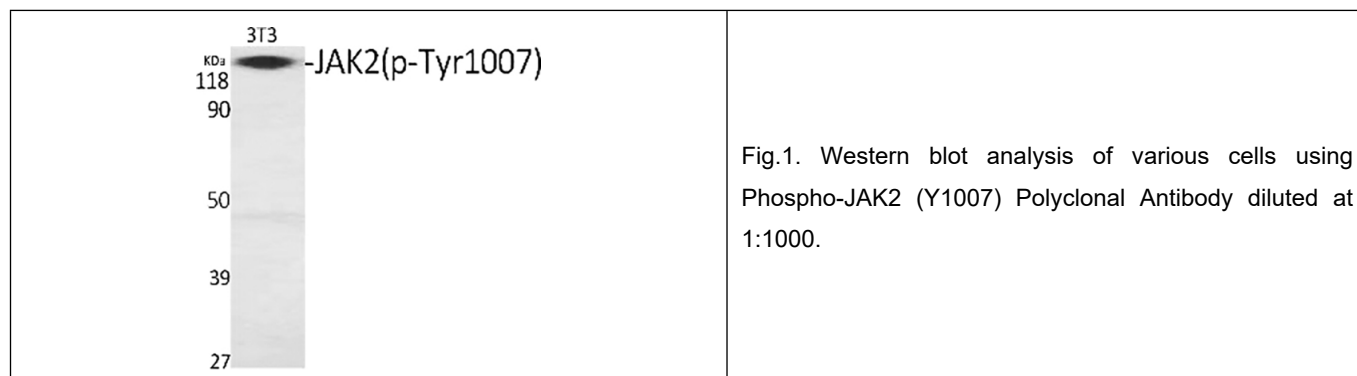 3T3
KDa
-JAK2(p-Tyr1007)
118
90
50
39
27
Fig.1. Western blot analysis of various cells using
Phospho-JAK2 (Y1007) Polyclonal Antibody diluted at
1:1000.